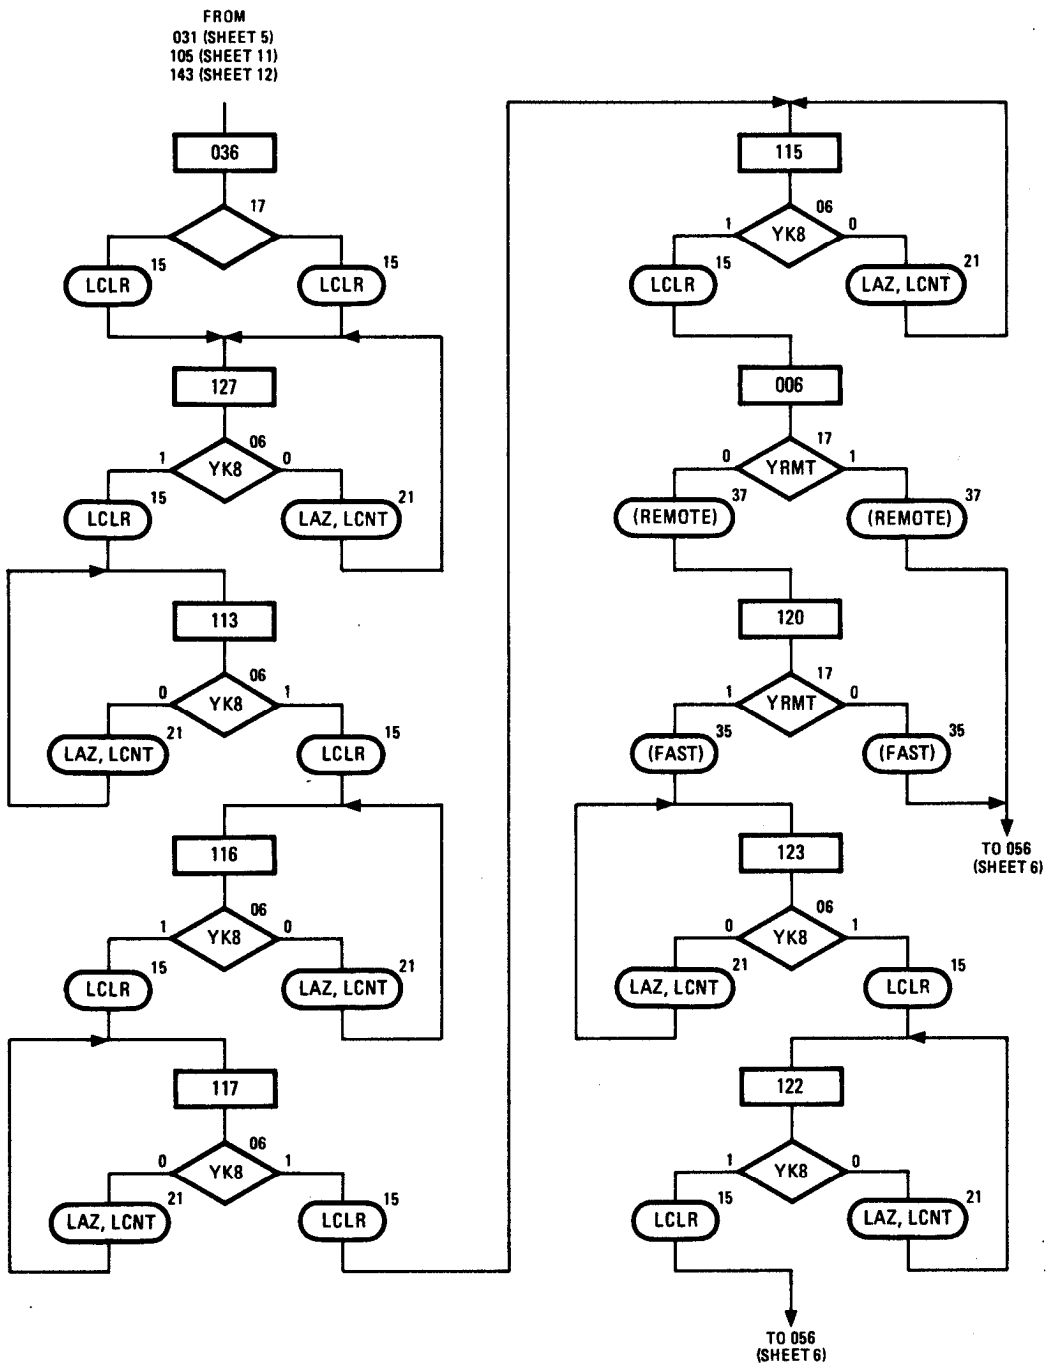 FROM
031 (SHEET 5)
105 (SHEET 11)
143 (SHEET 12)
036
17
15
LCLR
15
LCLR
127
06
1
YK8
0
15
LCLR
21
LAZ, LCNT
113
06
0
YK8
1
21
LAZ, LCNT
15
LCLR
116
06
1
YK8
0
15
LCLR
21
LAZ, LCNT
117
06
0
YK8
1
21
LAZ, LCNT
15
LCLR
115
06
1
YK8
0
15
LCLR
21
LAZ, LCNT
006
17
0
YRMT
1
37
(REMOTE)
37
(REMOTE)
120
17
1
YRMT
0
35
(FAST)
35
(FAST)
TO 056
(SHEET 6)
123
06
0
YK8
1
21
LAZ, LCNT
15
LCLR
122
1
YK8
0
15
LCLR
21
LAZ, LCNT
TO 056
(SHEET 6)